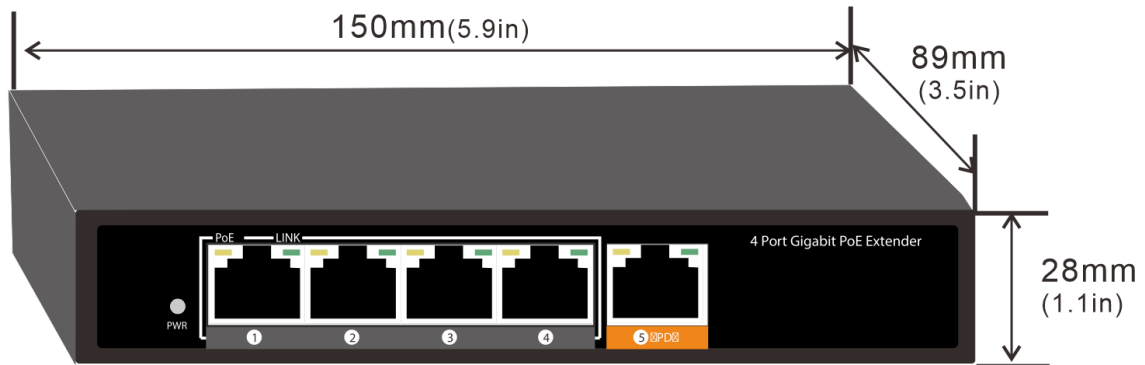 150mm(5.9in)
89mm
(3.5in)
PoE LINK
4 Port Gigabit PoE Extender
28mm
(1.1in)
PWR
1 2 3 4 5 PD